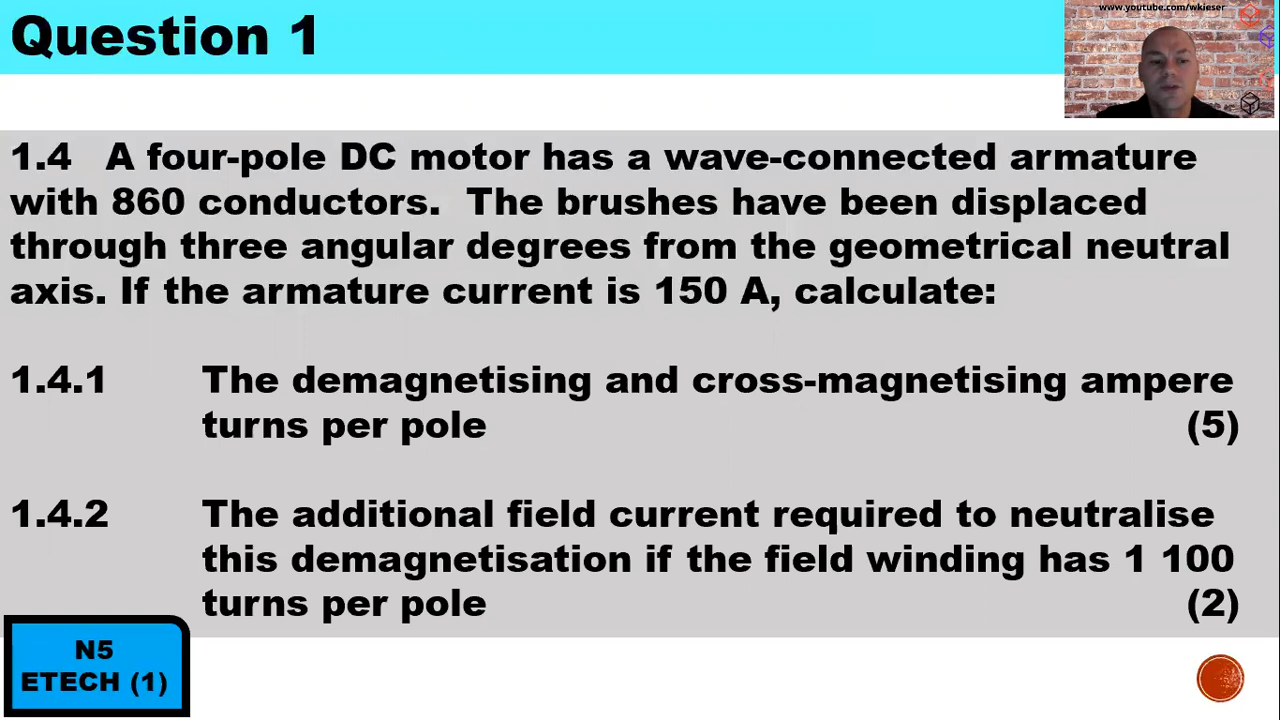 Question 1
www.youtube.com/wkieser
1.4 A four-pole DC motor has a wave-connected armature
with 860 conductors. The brushes have been displaced
through three angular degrees from the geometrical neutral
axis. If the armature current is 150 A, calculate:
1.4.1 The demagnetising and cross-magnetising ampere
turns per pole (5)
1.4.2 The additional field current required to neutralise
this demagnetisation if the field winding has 1 100
turns per pole (2)
N5
ETECH (1)